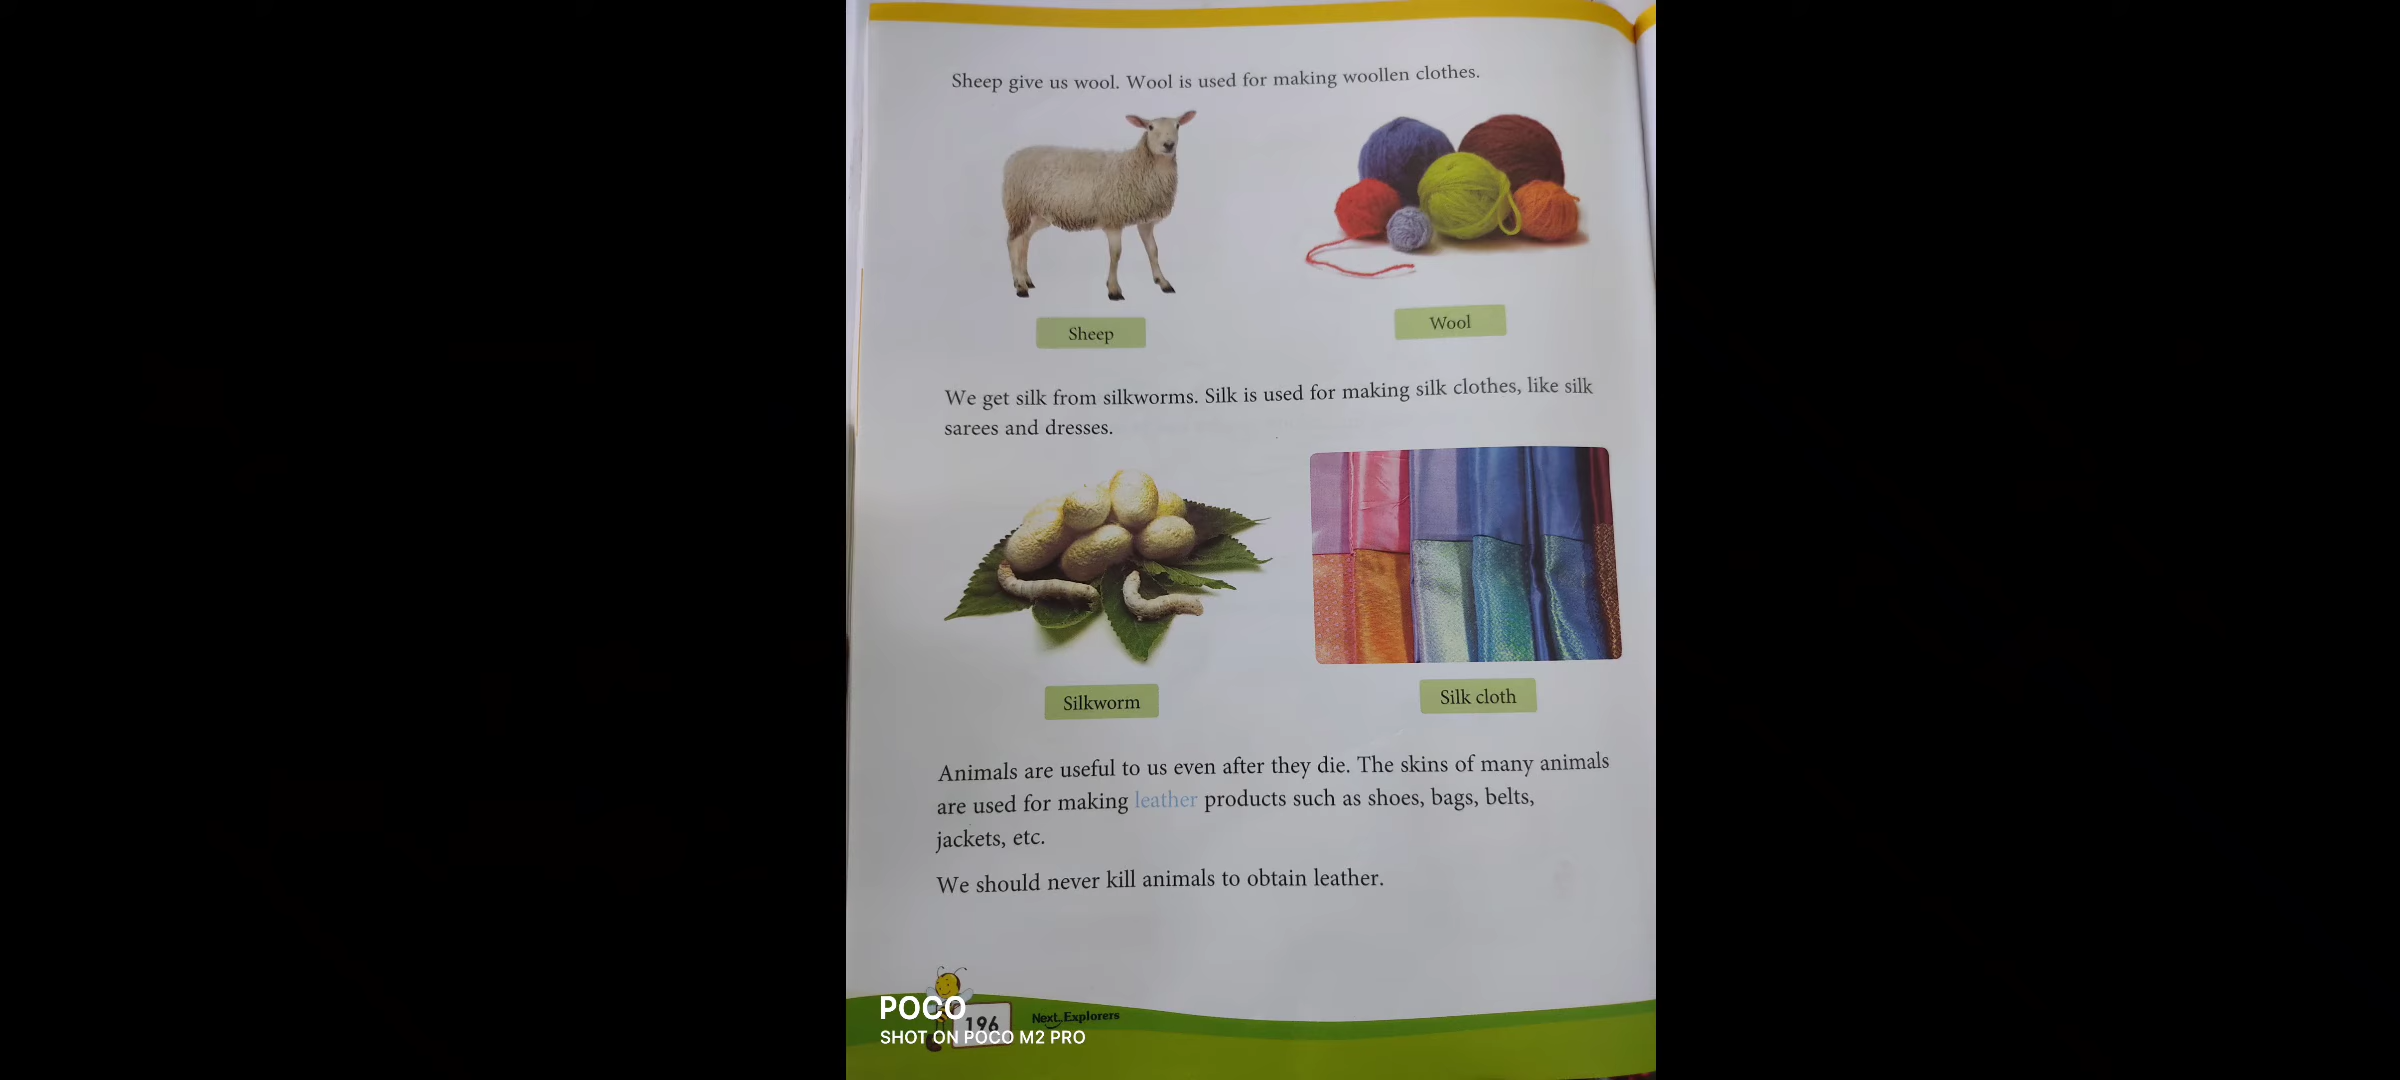 Sheep give us wool. Wool is used for making woollen clothes.
Sheep
Wool
We get silk from silkworms. Silk is used for making silk clothes, like silk
sarees and dresses.
Silkworm
Silk cloth
Animals are useful to us even after they die. The skins of many animals
are used for making leather products such as shoes, bags, belts,
jackets, etc.
We should never kill animals to obtain leather.
196
Next Explorers
POCO
SHOT ON POCO M2 PRO